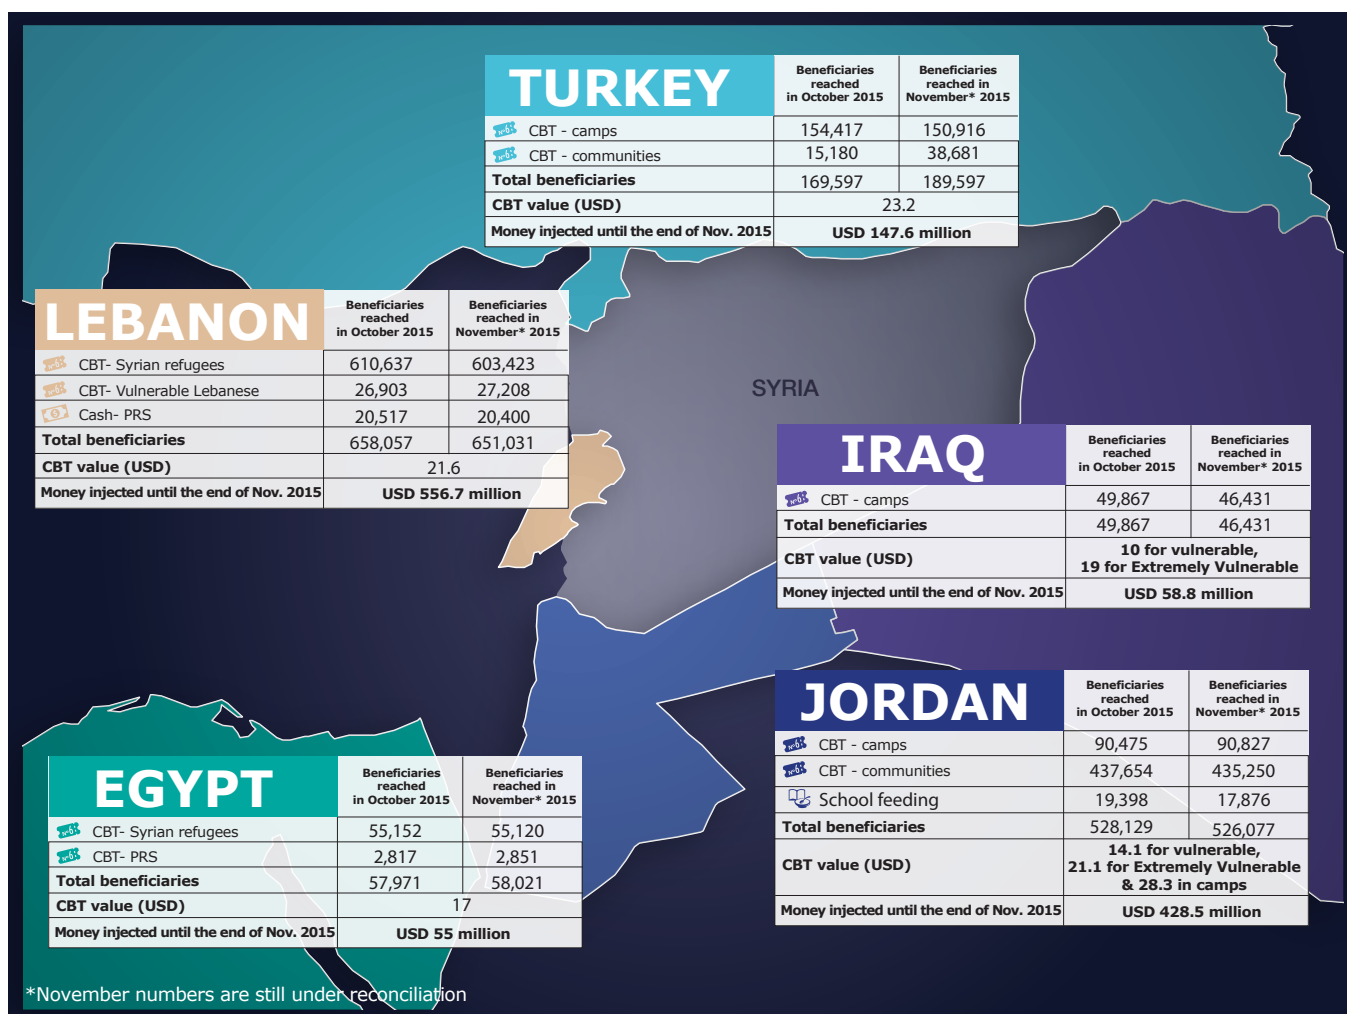 TURKEY
Beneficiaries reached in October 2015
Beneficiaries reached in November* 2015
CBT - camps 154,417 150,916
CBT - communities 15,180 38,681
Total beneficiaries 169,597 189,597
CBT value (USD) 23.2
Money injected until the end of Nov. 2015 USD 147.6 million
LEBANON
Beneficiaries reached in October 2015
Beneficiaries reached in November* 2015
CBT- Syrian refugees 610,637 603,423
CBT- Vulnerable Lebanese 26,903 27,208
Cash- PRS 20,517 20,400
Total beneficiaries 658,057 651,031
CBT value (USD) 21.6
Money injected until the end of Nov. 2015 USD 556.7 million
SYRIA
IRAQ
Beneficiaries reached in October 2015
Beneficiaries reached in November* 2015
CBT - camps 49,867 46,431
Total beneficiaries 49,867 46,431
CBT value (USD) 10 for vulnerable,
19 for Extremely Vulnerable
Money injected until the end of Nov. 2015 USD 58.8 million
JORDAN
Beneficiaries reached in October 2015
Beneficiaries reached in November* 2015
CBT - camps 90,475 90,827
CBT - communities 437,654 435,250
School feeding 19,398 17,876
Total beneficiaries 528,129 526,077
CBT value (USD) 14.1 for vulnerable,
21.1 for Extremely Vulnerable
& 28.3 in camps
Money injected until the end of Nov. 2015 USD 428.5 million
EGYPT
Beneficiaries reached in October 2015
Beneficiaries reached in November* 2015
CBT- Syrian refugees 55,152 55,120
CBT- PRS 2,817 2,851
Total beneficiaries 57,971 58,021
CBT value (USD) 17
Money injected until the end of Nov. 2015 USD 55 million
*November numbers are still under reconciliation